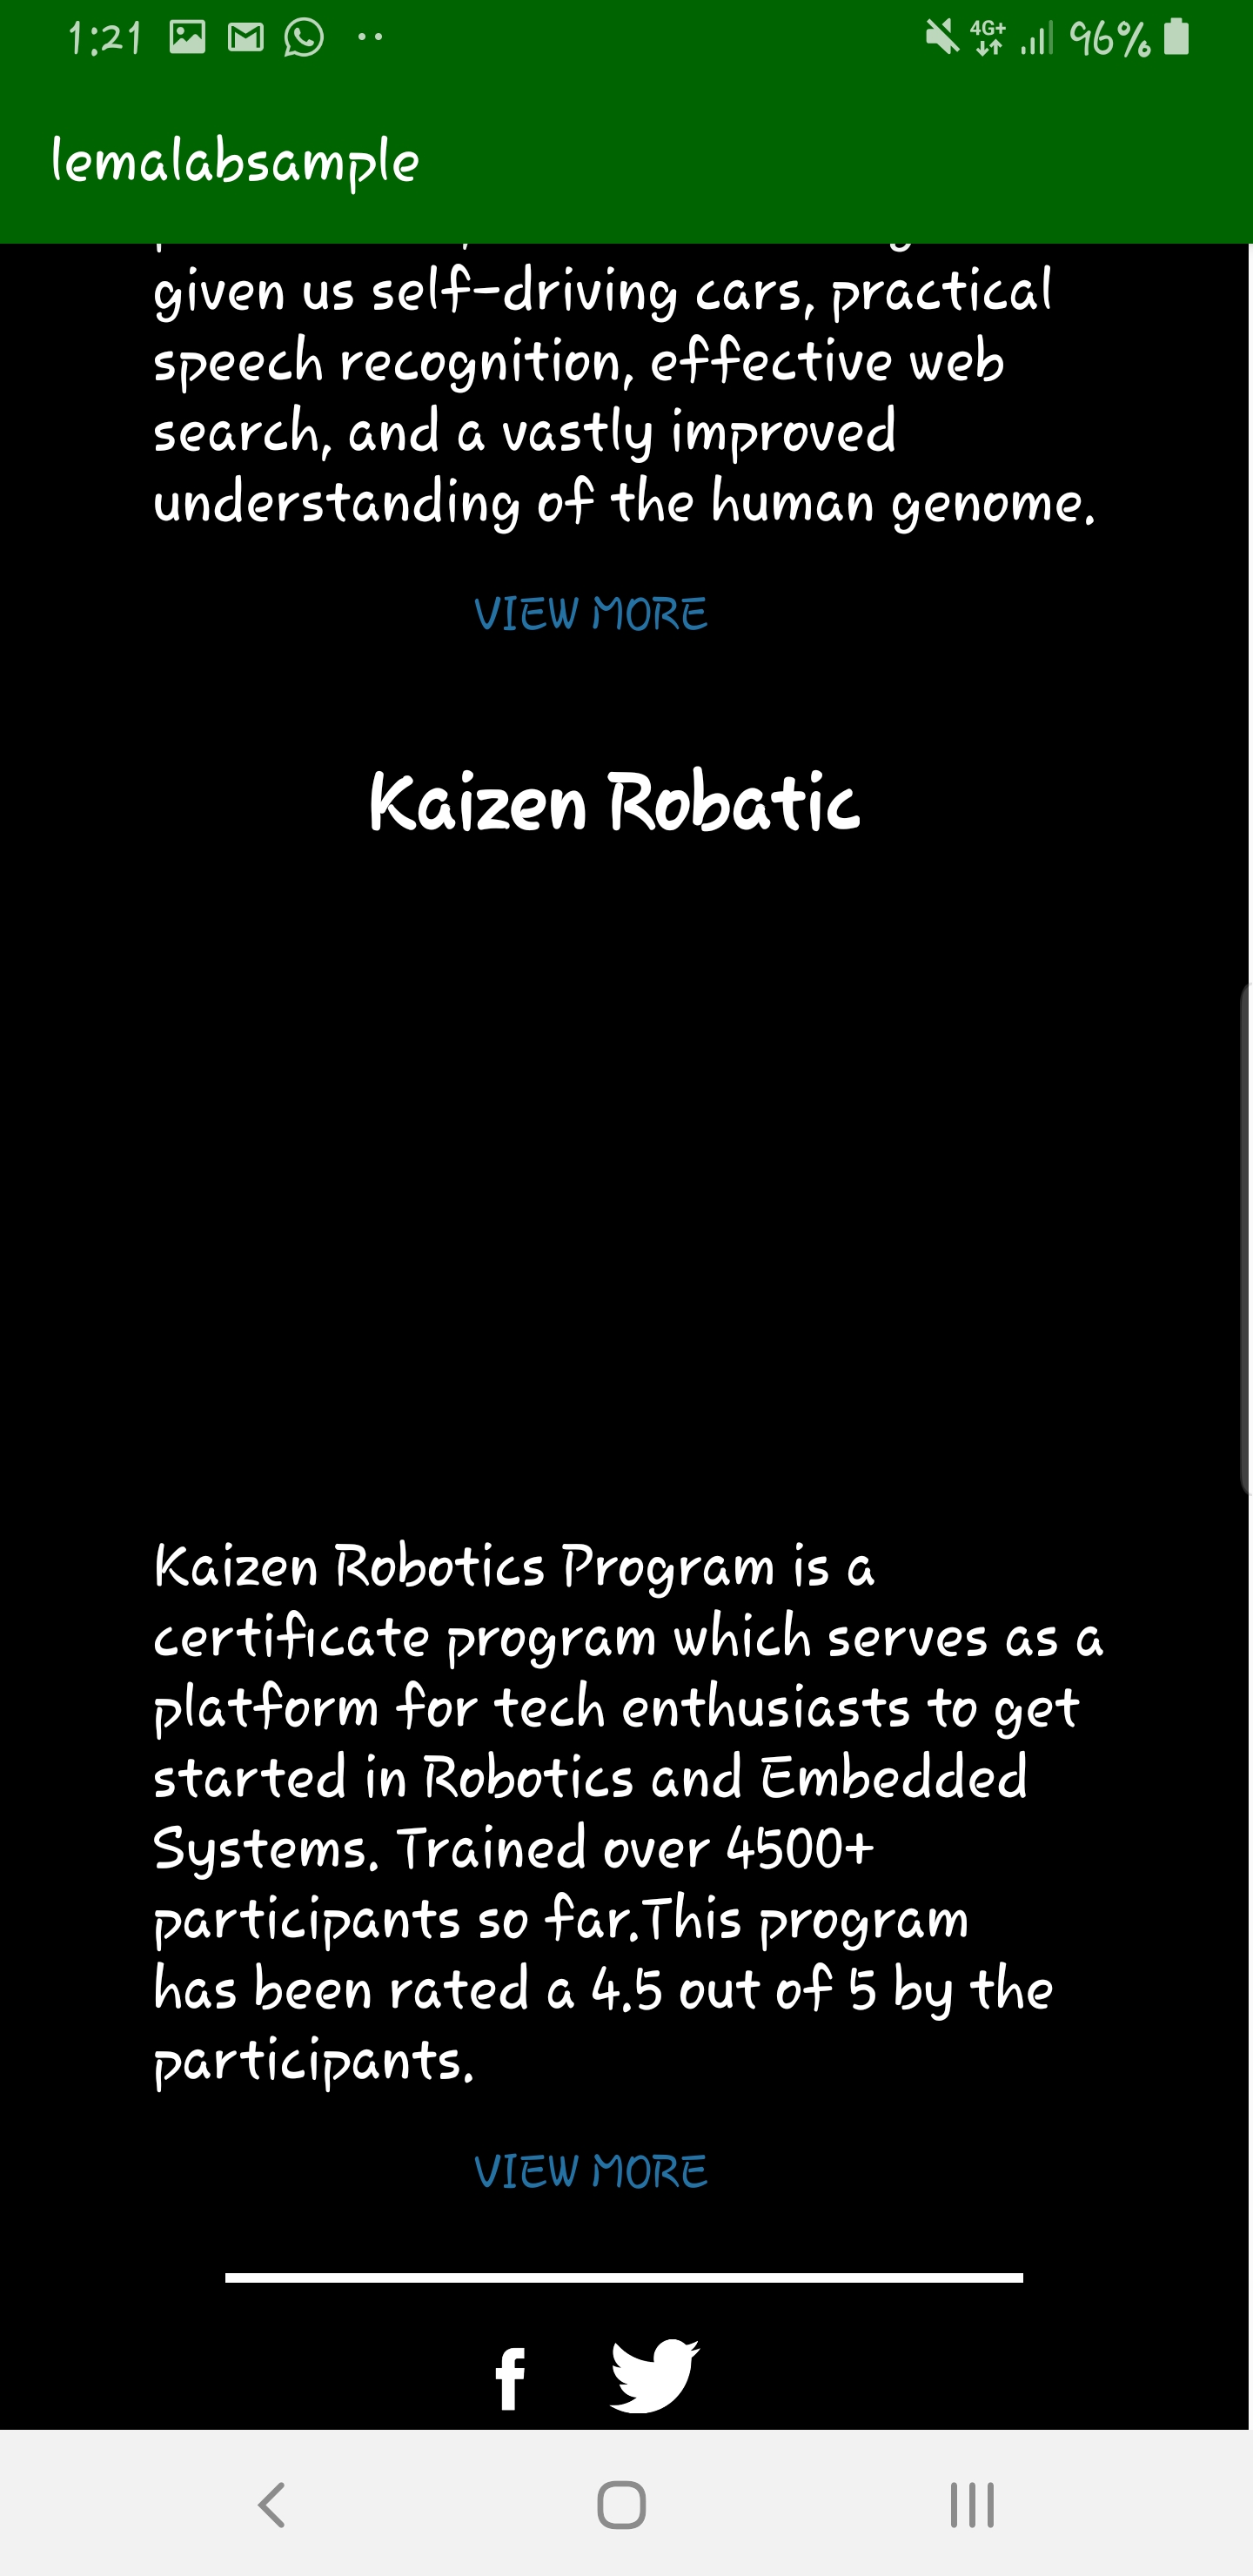 1:21
4G+
96%
lemalabsample
given us self-driving cars, practical
speech recognition, effective web
search, and a vastly improved
understanding of the human genome.
VIEW MORE
Kaizen Robatic
Kaizen Robotics Program is a
certificate program which serves as a
platform for tech enthusiasts to get
started in Robotics and Embedded
Systems. Trained over 4500+
participants so far.This program
has been rated a 4.5 out of 5 by the
participants.
VIEW MORE